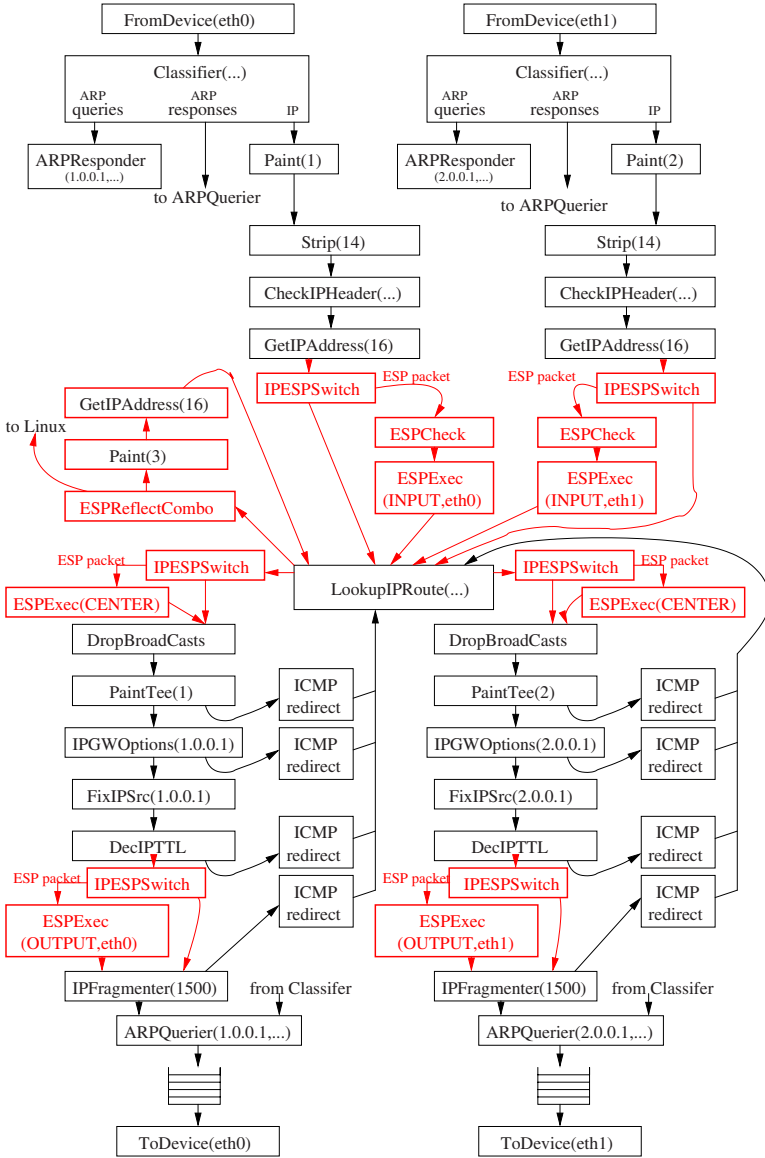 FromDevice(eth0)
FromDevice(eth1)
Classifier(...)
ARP
queries
ARP
responses
IP
Classifier(...)
ARP
queries
ARP
responses
IP
ARPResponder
(1.0.0.1,...)
Paint(1)
to ARPQuerier
ARPResponder
(2.0.0.1,...)
Paint(2)
to ARPQuerier
Strip(14)
Strip(14)
CheckIPHeader(...)
CheckIPHeader(...)
GetIPAddress(16)
GetIPAddress(16)
IPESPSwitch
ESP packet
ESP packet
IPESPSwitch
GetIPAddress(16)
to Linux
ESPCheck
ESPCheck
Paint(3)
ESPExec
(INPUT,eth0)
ESPExec
(INPUT,eth1)
ESPReflectCombo
ESP packet
IPESPSwitch
LookupIPRoute(...)
IPESPSwitch
ESP packet
ESPExec(CENTER)
ESPExec(CENTER)
DropBroadCasts
DropBroadCasts
PaintTee(1)
ICMP
redirect
PaintTee(2)
ICMP
redirect
IPGWOptions(1.0.0.1)
ICMP
redirect
IPGWOptions(2.0.0.1)
ICMP
redirect
FixIPSrc(1.0.0.1)
FixIPSrc(2.0.0.1)
DecIPTTL
ICMP
redirect
DecIPTTL
ICMP
redirect
ESP packet
IPESPSwitch
ICMP
redirect
ESP packet
IPESPSwitch
ICMP
redirect
ESPExec
(OUTPUT,eth0)
ESPExec
(OUTPUT,eth1)
IPFragmenter(1500)
from Classifer
IPFragmenter(1500)
from Classifer
ARPQuerier(1.0.0.1,...)
ARPQuerier(2.0.0.1,...)
ToDevice(eth0)
ToDevice(eth1)